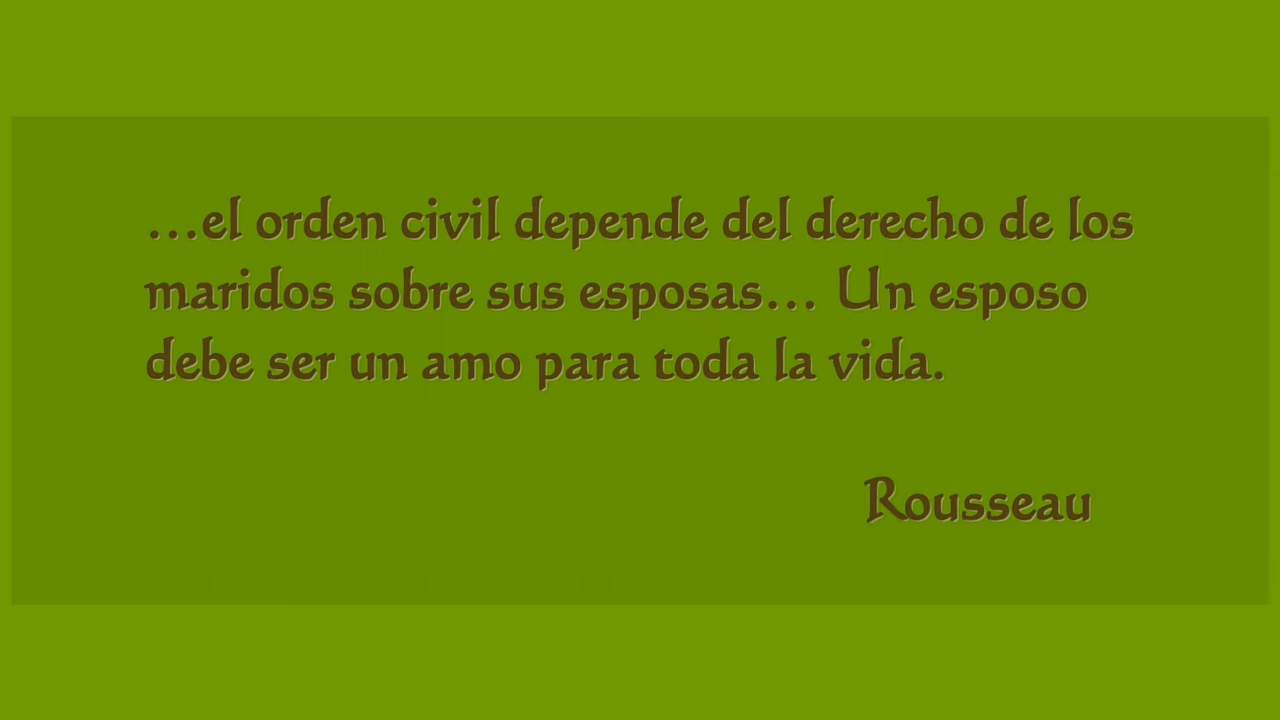 ...el orden civil depende del derecho de los
maridos sobre sus esposas... Un esposo
debe ser un amo para toda la vida.
Rousseau